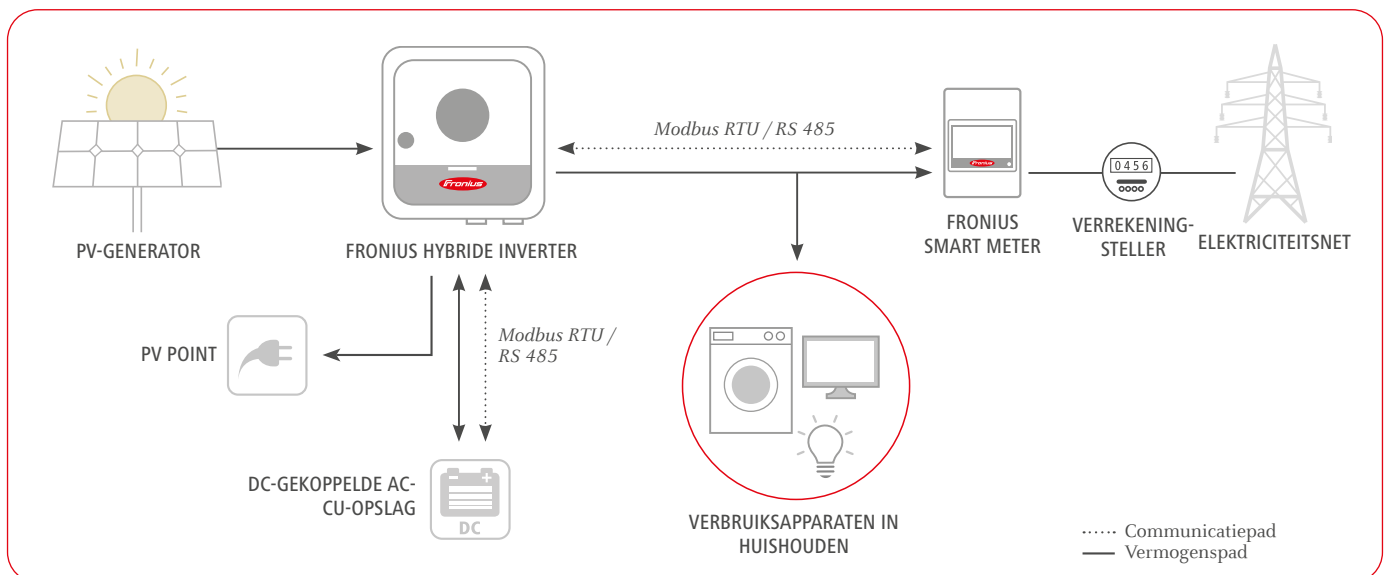 Modbus RTU / RS 485
Fronius
Fronius
0456
PV-GENERATOR
FRONIUS HYBRIDE INVERTER
FRONIUS
SMART METER
VERREKENING-
STELLER
ELEKTRICITEITSNET
PV POINT
Modbus RTU /
RS 485
DC-GEKOPPELDE AC-
CU-OPSLAG
- +
DC
VERBRUIKSAPPARATEN IN
HUISHOUDEN
Communicatiepad
Vermogenspad